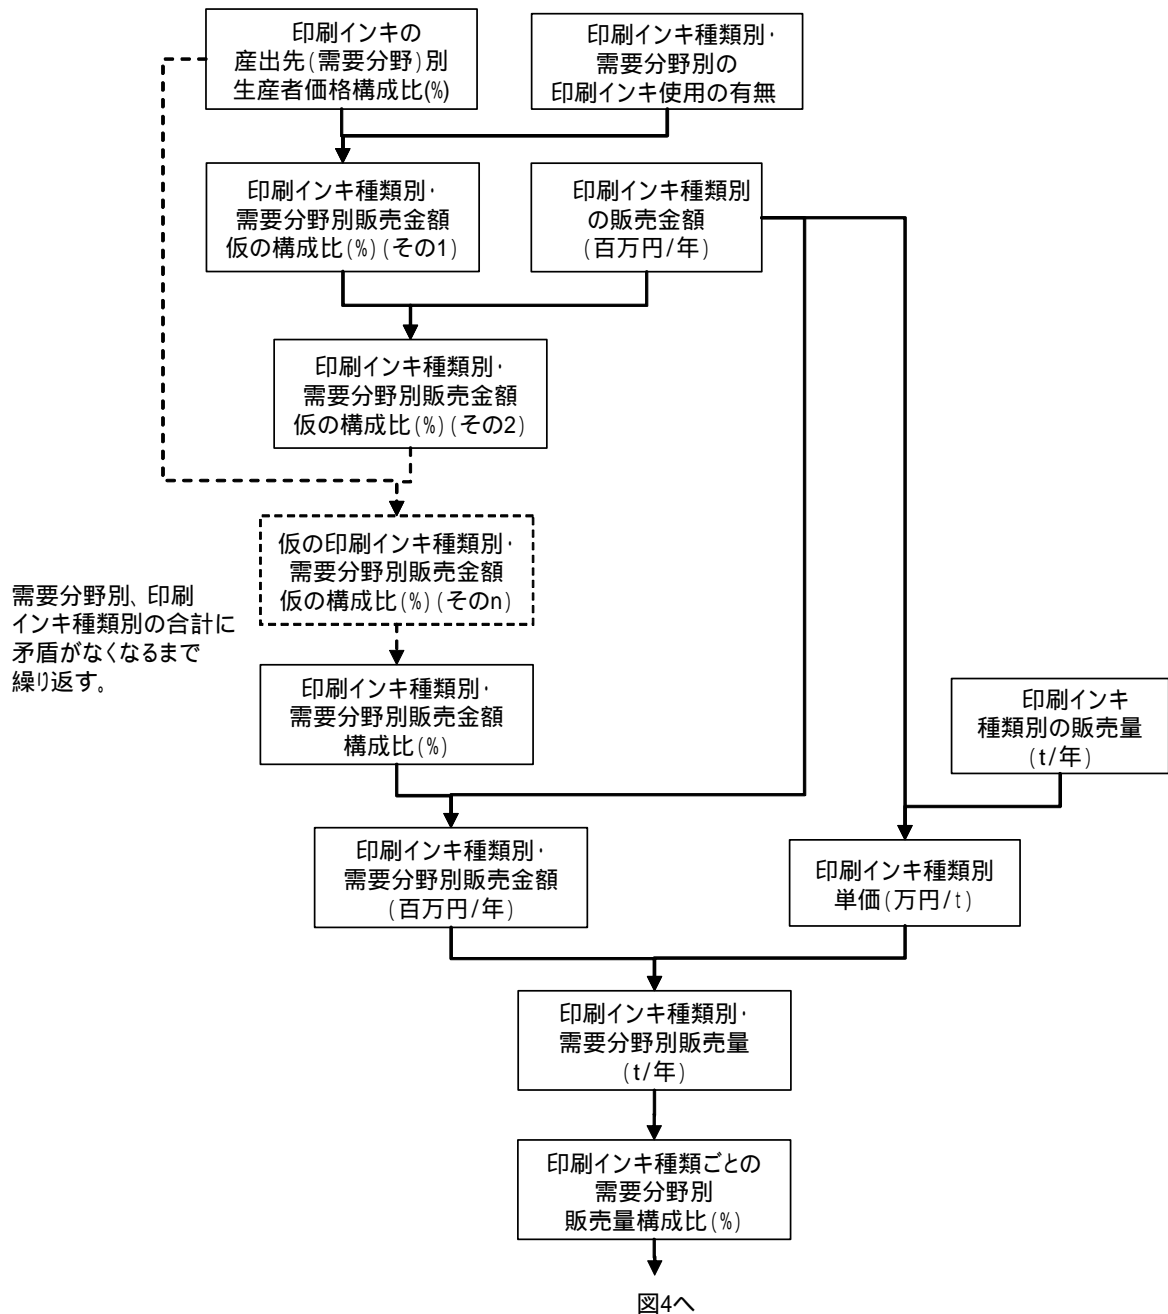 印刷インキの
産出先(需要分野)別
生産者価格構成比(%)
印刷インキ種類別・
需要分野別の
印刷インキ使用の有無
印刷インキ種類別・
需要分野別販売金額
仮の構成比(%)(その1)
印刷インキ種類別
の販売金額
(百万円/年)
印刷インキ種類別・
需要分野別販売金額
仮の構成比(%)(その2)
仮の印刷インキ種類別・
需要分野別販売金額
仮の構成比(%)(そのn)
需要分野別、印刷
インキ種類別の合計に
矛盾がなくなるまで
繰り返す。
印刷インキ種類別・
需要分野別販売金額
構成比(%)
印刷インキ
種類別の販売量
(t/年)
印刷インキ種類別・
需要分野別販売金額
(百万円/年)
印刷インキ種類別
単価(万円/t)
印刷インキ種類別・
需要分野別販売量
(t/年)
印刷インキ種類ごとの
需要分野別
販売量構成比(%)
図4へ